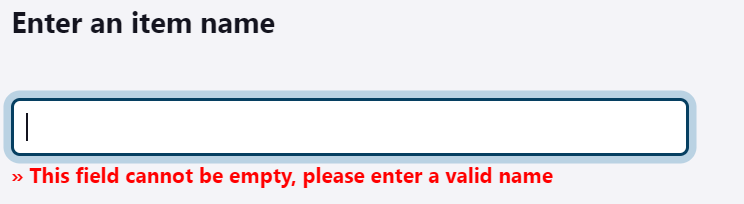 Enter an item name
» This field cannot be empty, please enter a valid name